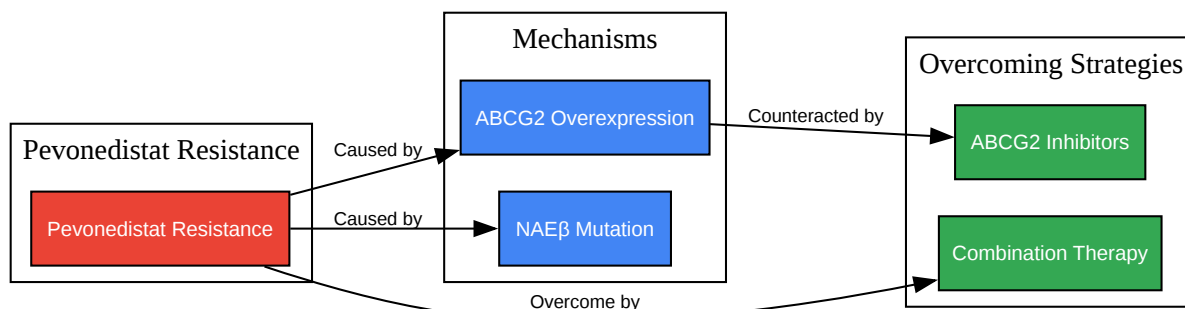 Pevonedistat Resistance
Pevonedistat Resistance
Caused by
Caused by
Overcome by
Mechanisms
ABCG2 Overexpression
NAEβ Mutation
Counteracted by
Overcoming Strategies
ABCG2 Inhibitors
Combination Therapy